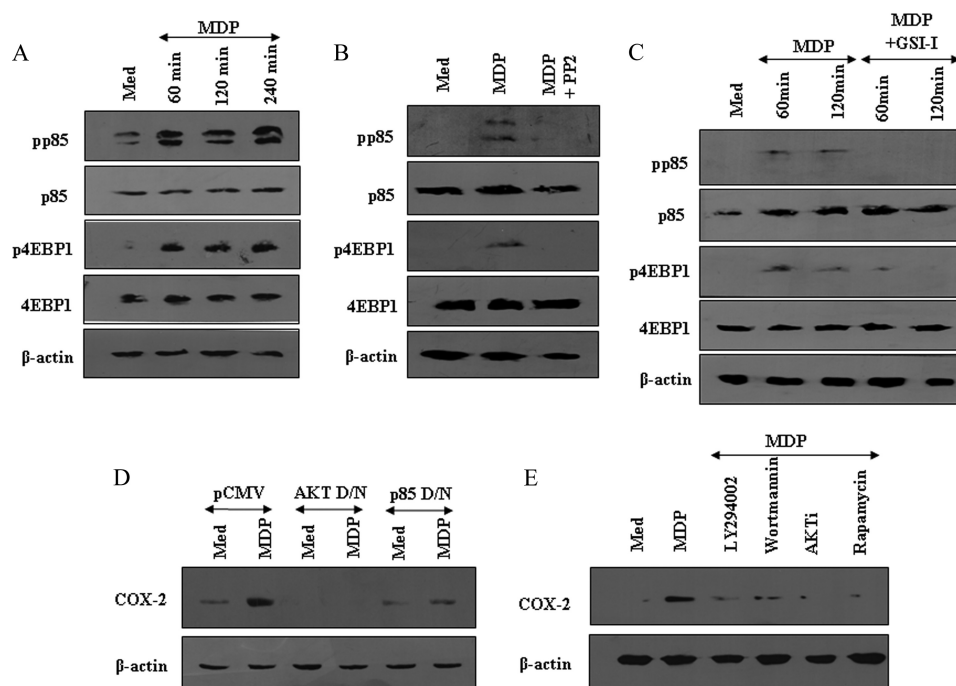 A
MDP
Med
60 min
120 min
240 min
pp85
p85
p4EBP1
4EBP1
β-actin
B
Med
MDP
MDP
+ PP2
pp85
p85
p4EBP1
4EBP1
β-actin
C
MDP
MDP
+GSI-I
Med
60min
120min
60min
120min
pp85
p85
p4EBP1
4EBP1
β-actin
D
pCMV
AKT D/N
p85 D/N
Med
MDP
Med
MDP
Med
MDP
COX-2
β-actin
E
MDP
Med
MDP
LY294002
Wortmannin
AKTi
Rapamycin
COX-2
β-actin